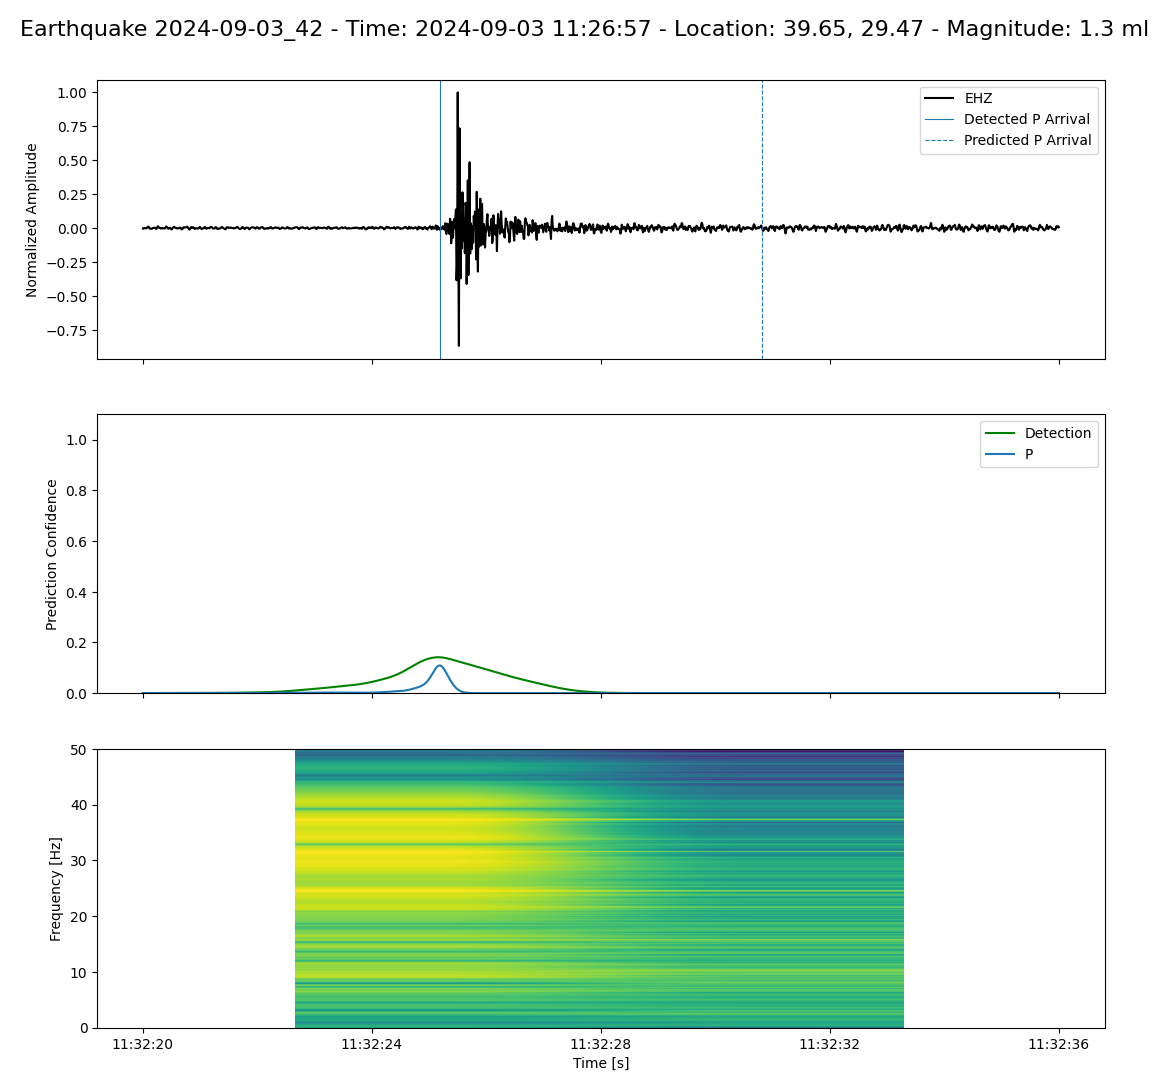 Earthquake 2024-09-03_42 - Time: 2024-09-03 11:26:57 - Location: 39.65, 29.47 - Magnitude: 1.3 ml
1.00
0.75
0.50
0.25
0.00
−0.25
−0.50
−0.75
Normalized Amplitude
EHZ
Detected P Arrival
Predicted P Arrival
1.0
0.8
0.6
0.4
0.2
0.0
Prediction Confidence
Detection
P
50
40
30
20
10
0
Frequency [Hz]
11:32:20
11:32:24
11:32:28
11:32:32
11:32:36
Time [s]